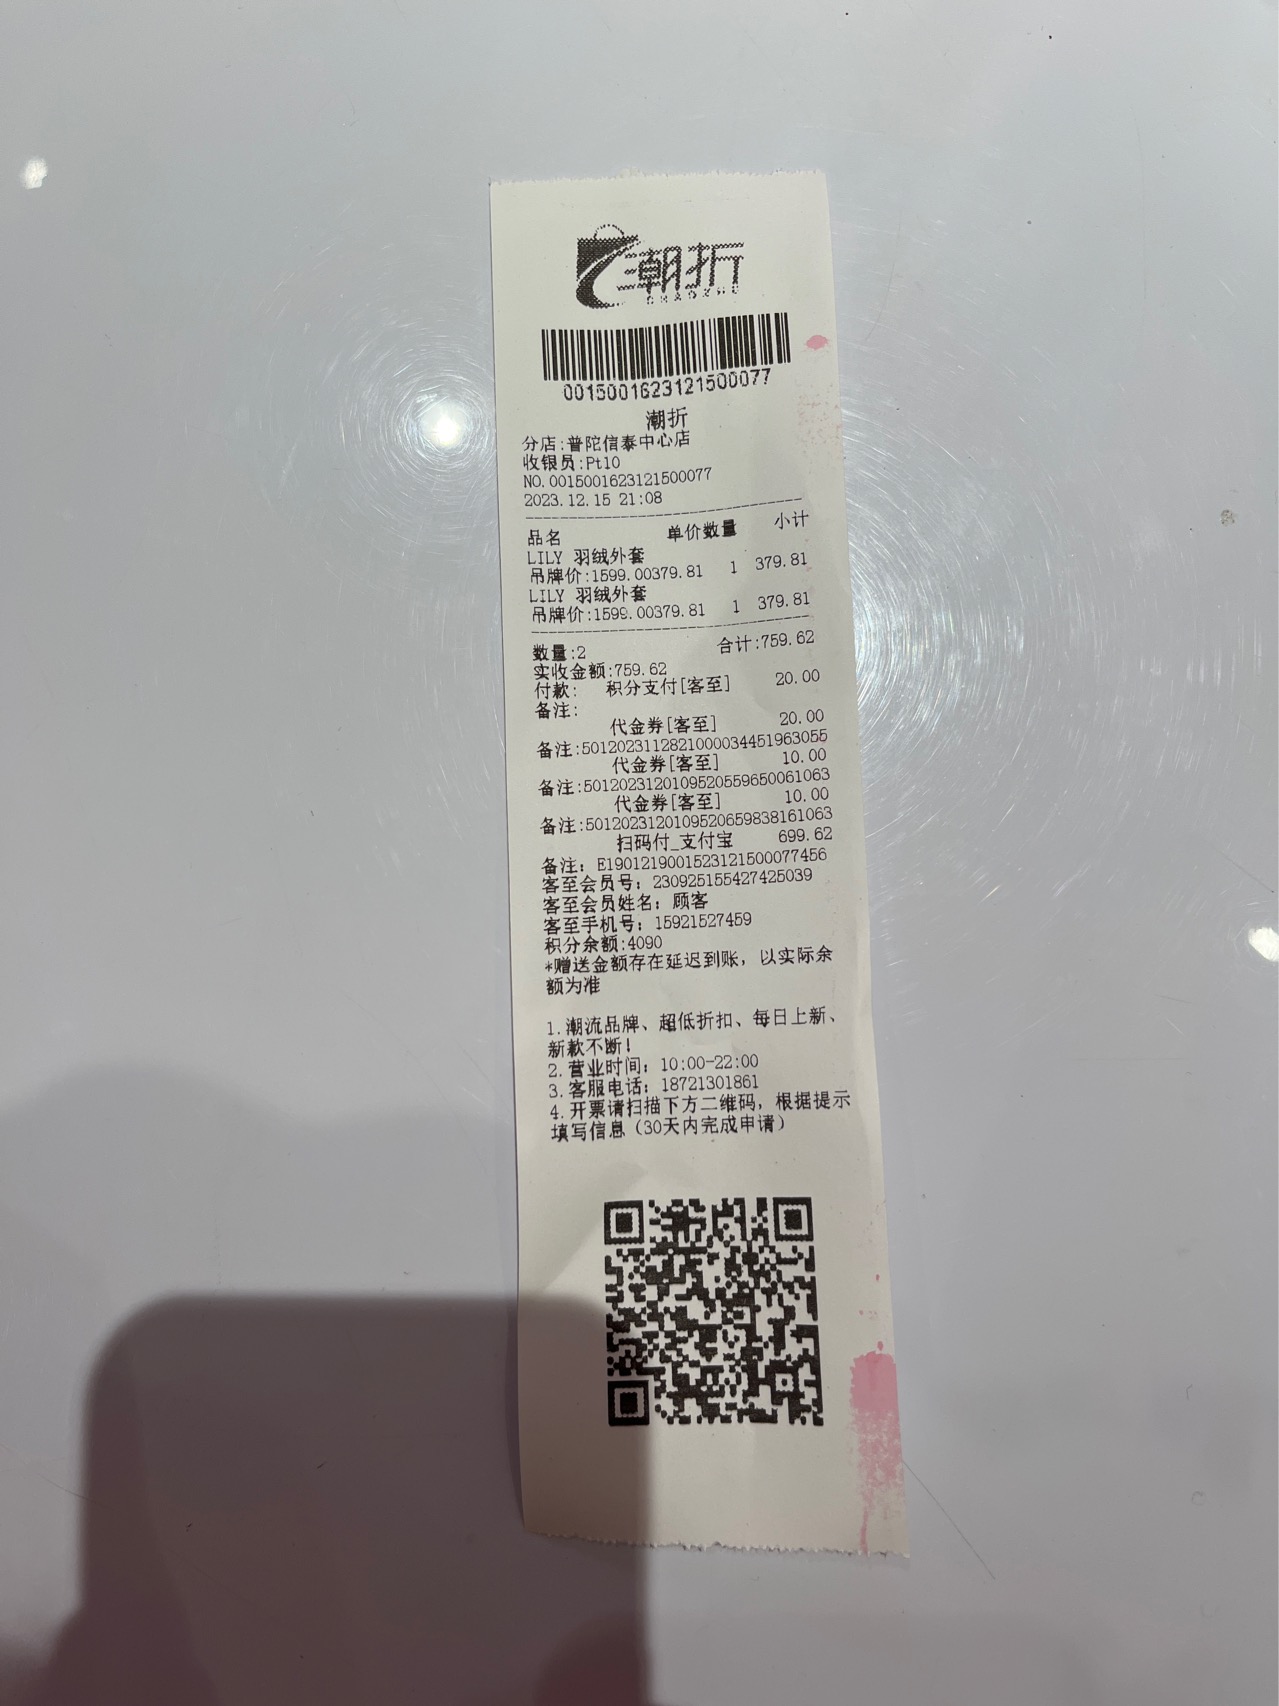 潮折
CHAOZHE
0015001623121500077
潮折
分店:普陀信泰中心店
收银员:Pt10
NO.0015001623121500077
2023.12.15 21:08
品名 单价数量 小计
LILY 羽绒外套
吊牌价:1599.00379.81 1 379.81
LILY 羽绒外套
吊牌价:1599.00379.81 1 379.81
数量:2 合计:759.62
实收金额:759.62
付款: 积分支付[客至] 20.00
备注:
代金券[客至] 20.00
备注:5012023112821000034451963055
代金券[客至] 10.00
备注:5012023120109520559650061063
代金券[客至] 10.00
备注:5012023120109520659838161063
扫码付_支付宝 699.62
备注: E1901219001523121500077456
客至会员号: 230925155427425039
客至会员姓名: 顾客
客至手机号: 15921527459
积分余额:4090
*赠送金额存在延迟到账，以实际余
额为准
1.潮流品牌、超低折扣、每日上新、
新款不断!
2.营业时间: 10:00-22:00
3.客服电话: 18721301861
4.开票请扫描下方二维码，根据提示
填写信息（30天内完成申请）